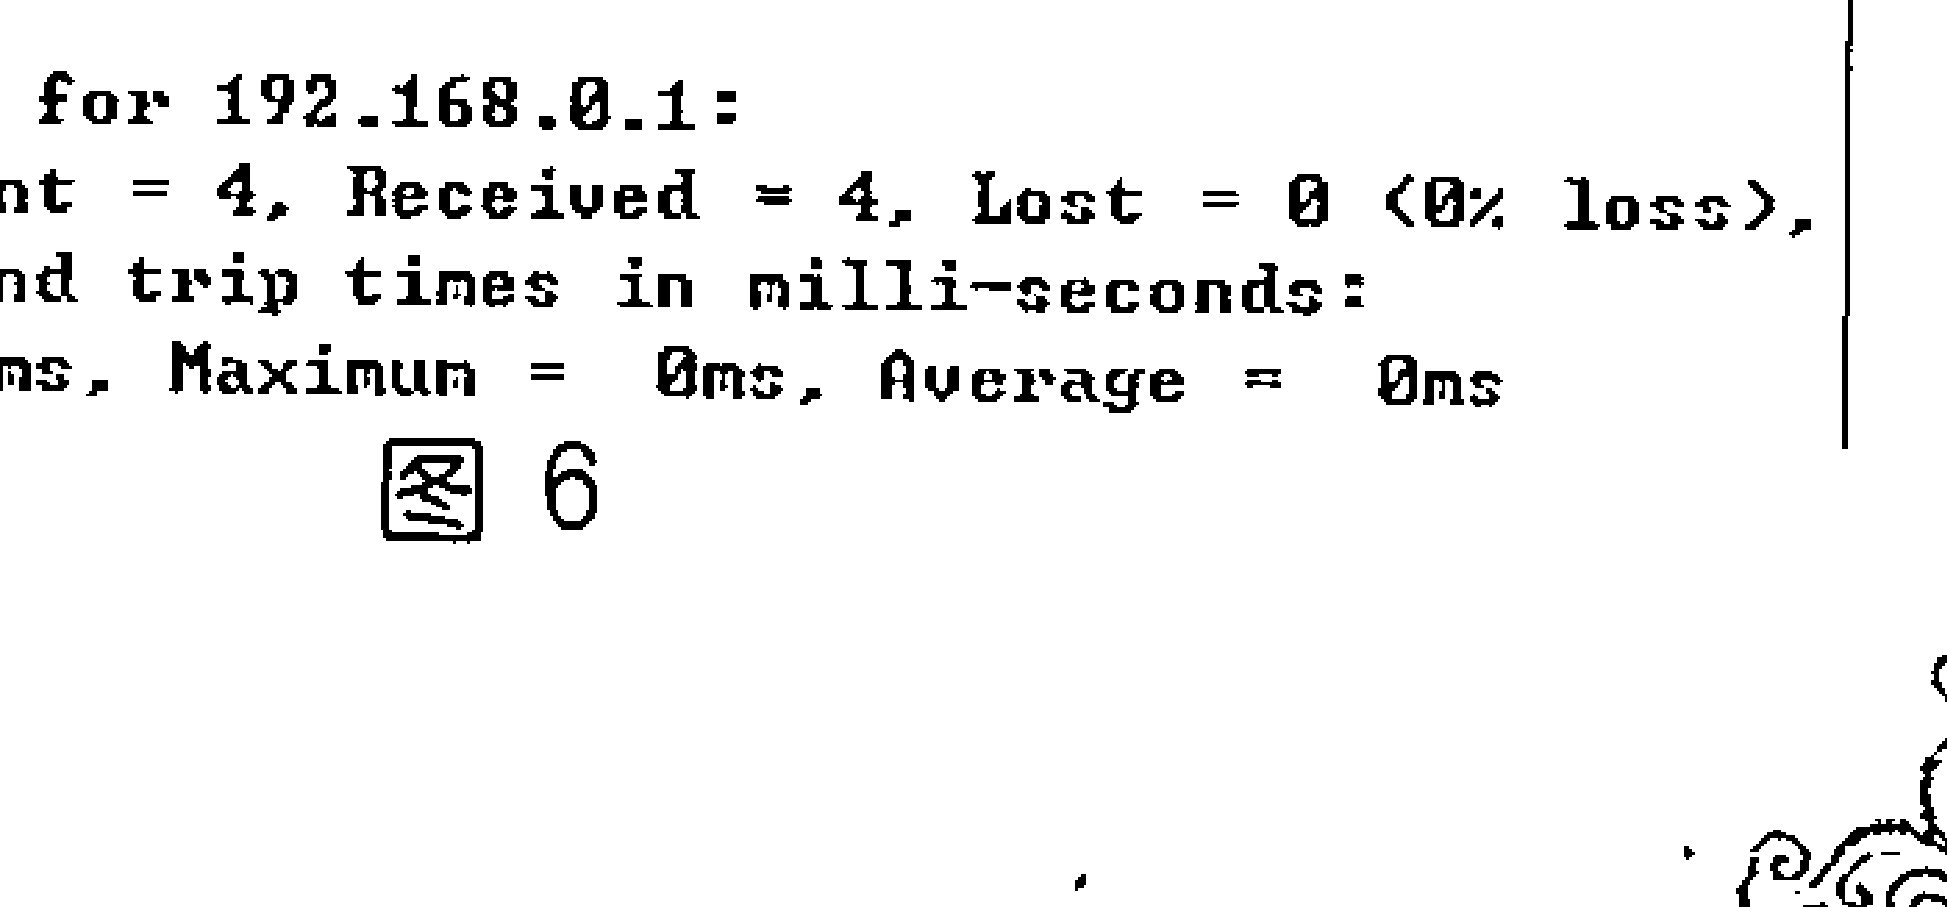 for 192.168.0.1:
nt = 4, Received = 4, Lost = 0 (0% loss),
nd trip times in milli-seconds:
ms, Maximum =  0ms, Average =  0ms
图 6